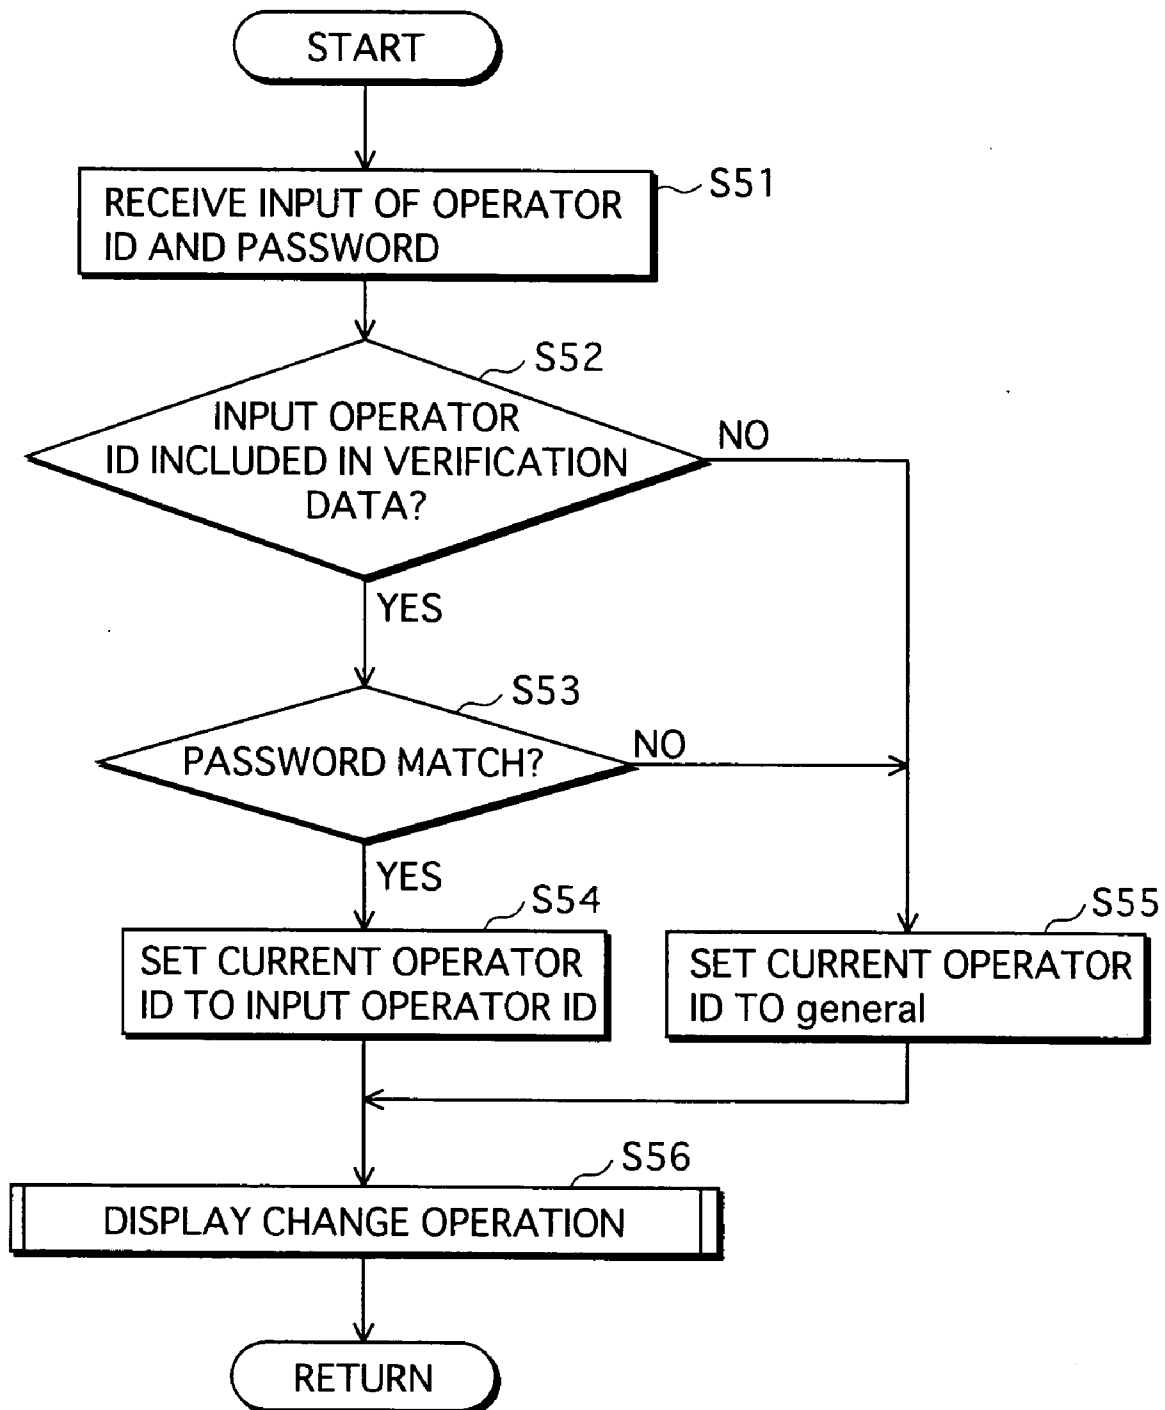 START
RECEIVE INPUT OF OPERATOR
ID AND PASSWORD
S51
S52
INPUT OPERATOR
ID INCLUDED IN VERIFICATION
DATA?
NO
YES
S53
PASSWORD MATCH?
NO
YES
S54
SET CURRENT OPERATOR
ID TO INPUT OPERATOR ID
S55
SET CURRENT OPERATOR
ID TO general
S56
DISPLAY CHANGE OPERATION
RETURN